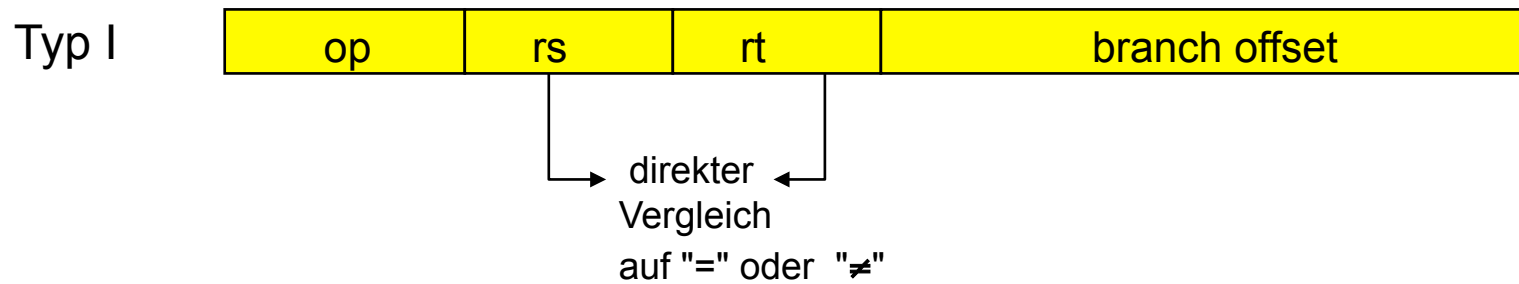 Typ I op rs rt branch offset
direkter
Vergleich
auf "=" oder "≠"